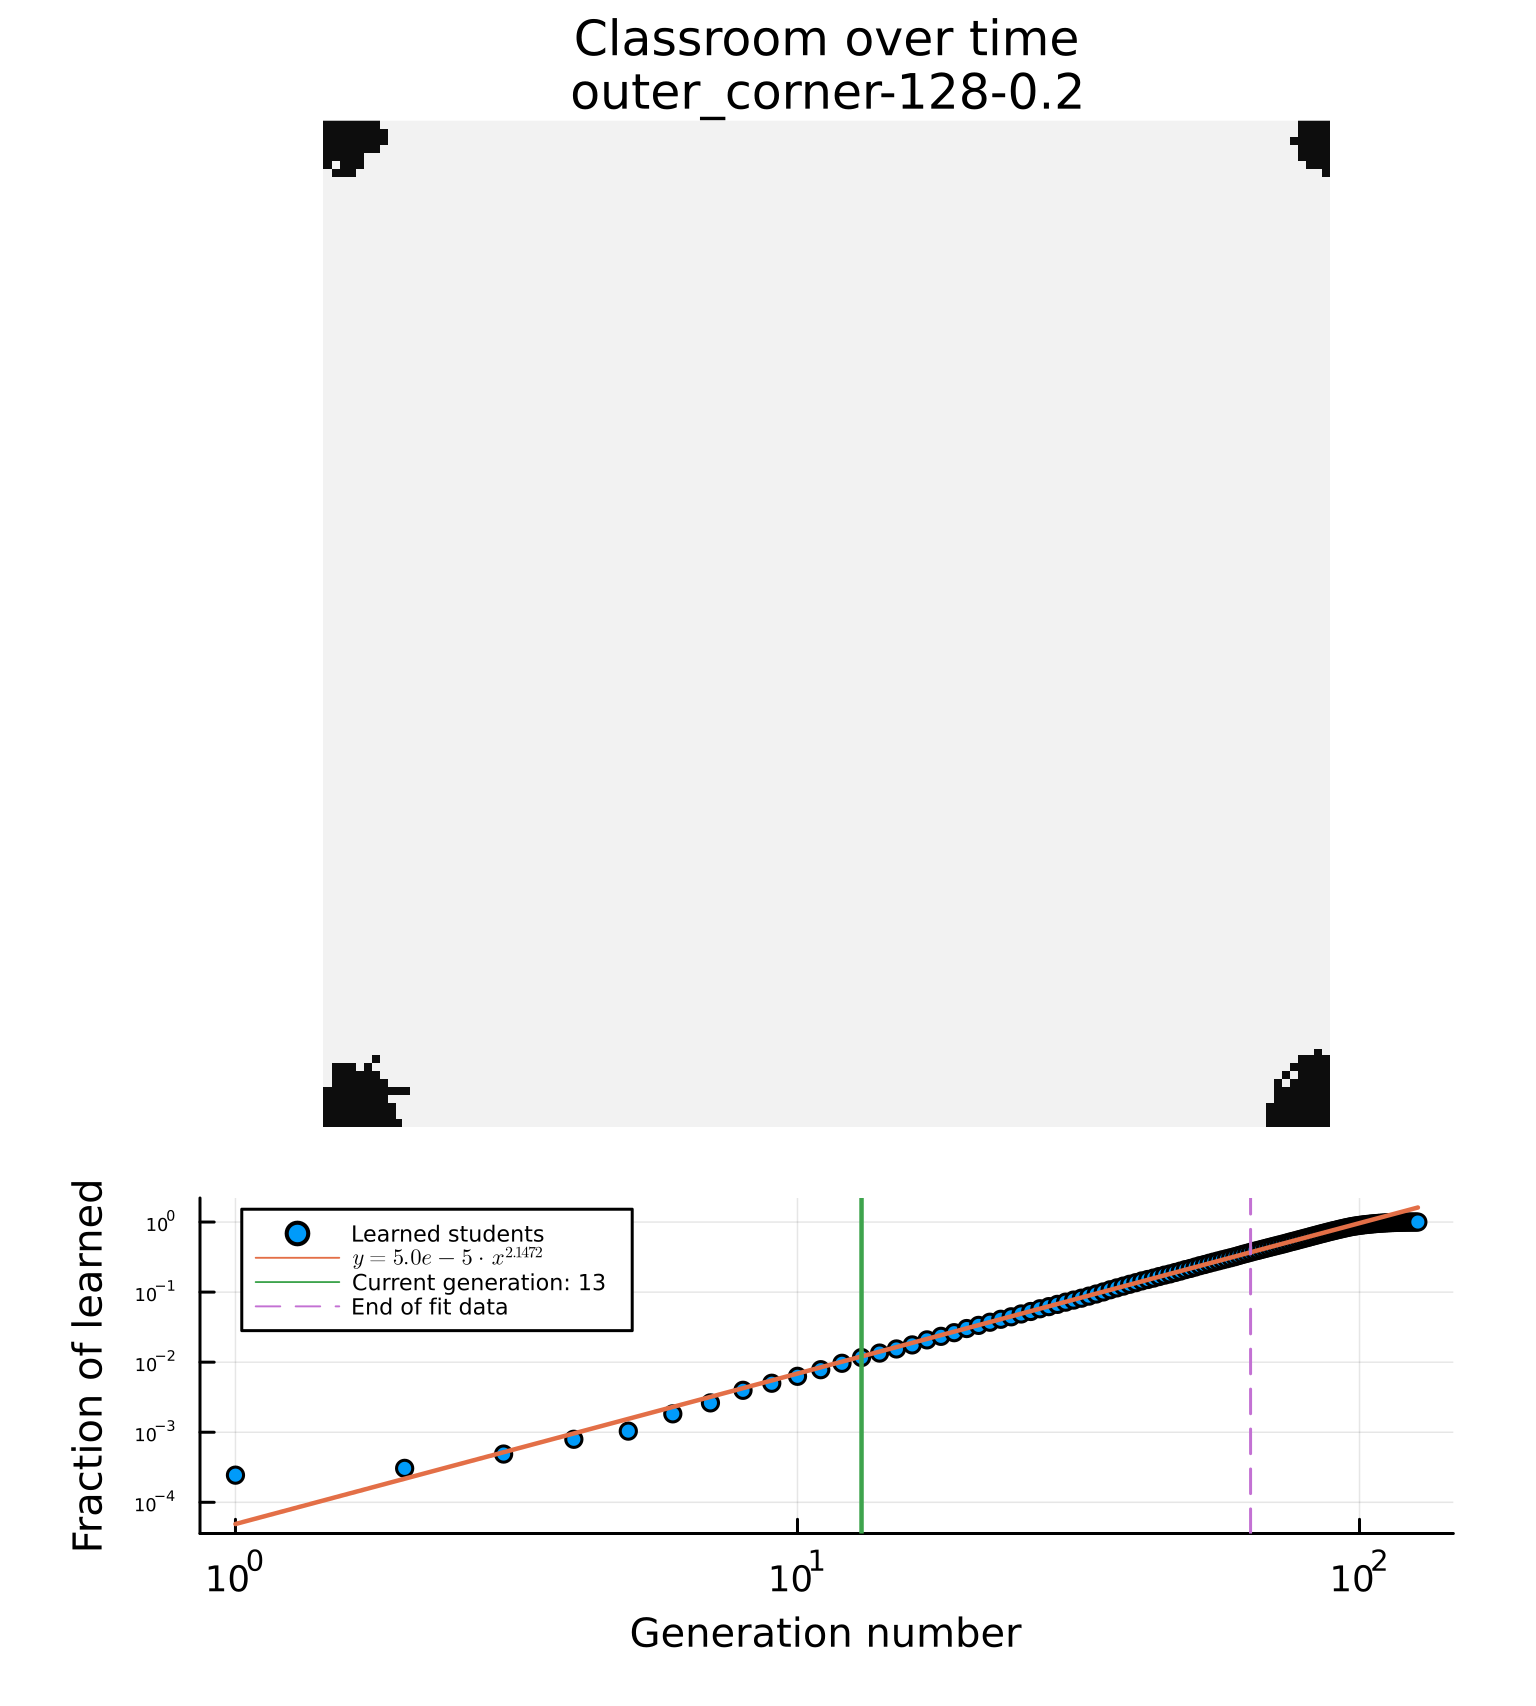 Classroom over time
outer_corner-128-0.2
Fraction of learned
10^0
10^-1
10^-2
10^-3
10^-4
Learned students
y = 5.0e − 5 · x^2.1472
Current generation: 13
End of fit data
10^0 10^1 10^2
Generation number